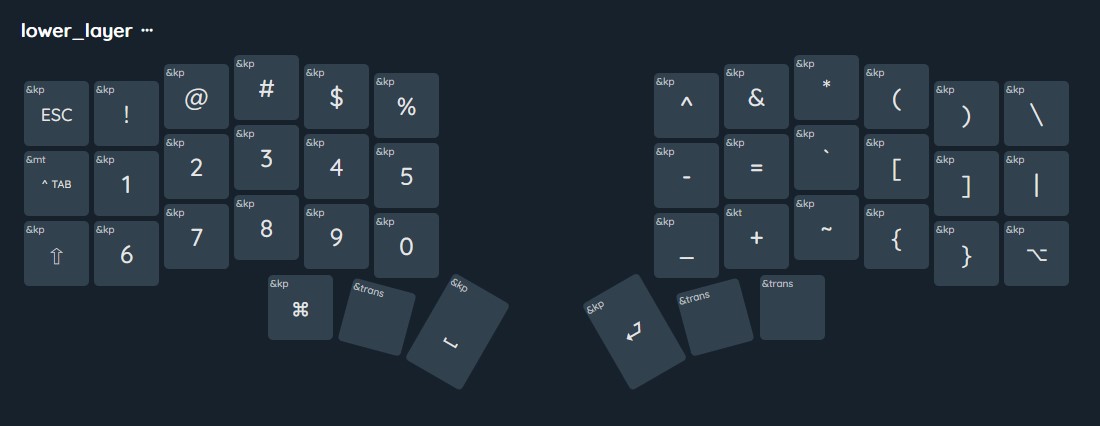 lower_layer ···
&kp ESC &kp ! &kp @ &kp # &kp $ &kp % &kp ^ &kp & &kp * &kp ( &kp ) &kp \
&mt ^ TAB &kp 1 &kp 2 &kp 3 &kp 4 &kp 5 &kp - &kp = &kp ` &kp [ &kp ] &kp |
&kp ⇧ &kp 6 &kp 7 &kp 8 &kp 9 &kp 0 &kp _ &kt + &kp ~ &kp { &kp } &kp ⌥
&kp ⌘ &trans &kp ⎵ &kp ⏎ &trans &trans